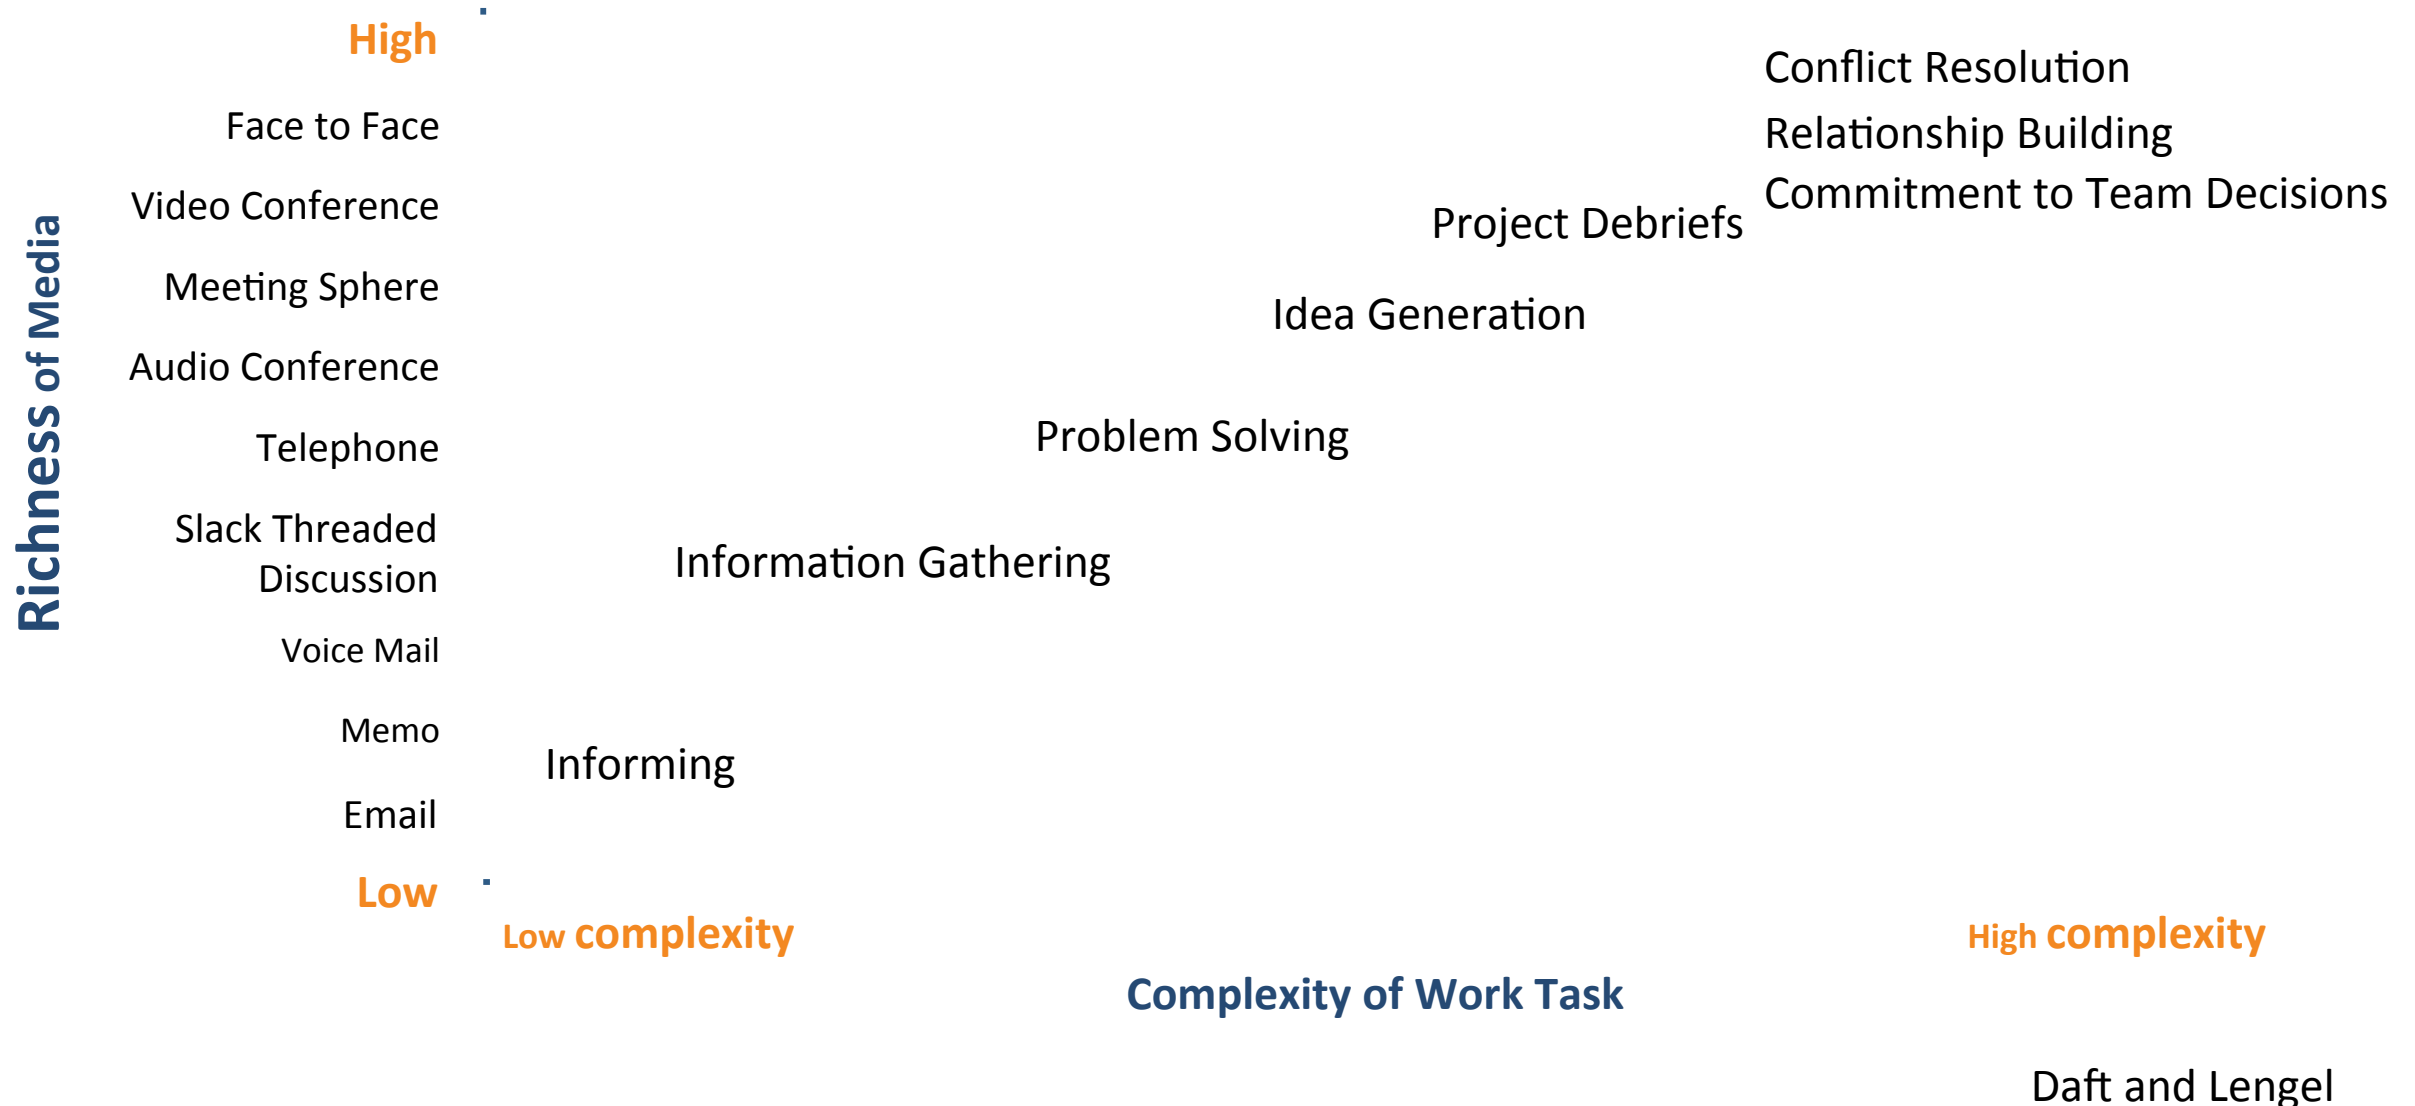 High
Face to Face
Video Conference
Meeting Sphere
Audio Conference
Telephone
Slack Threaded
Discussion
Voice Mail
Memo
Email
Low
Richness of Media
Conflict Resolution
Relationship Building
Commitment to Team Decisions
Project Debriefs
Idea Generation
Problem Solving
Information Gathering
Informing
Low complexity
High complexity
Complexity of Work Task
Daft and Lengel